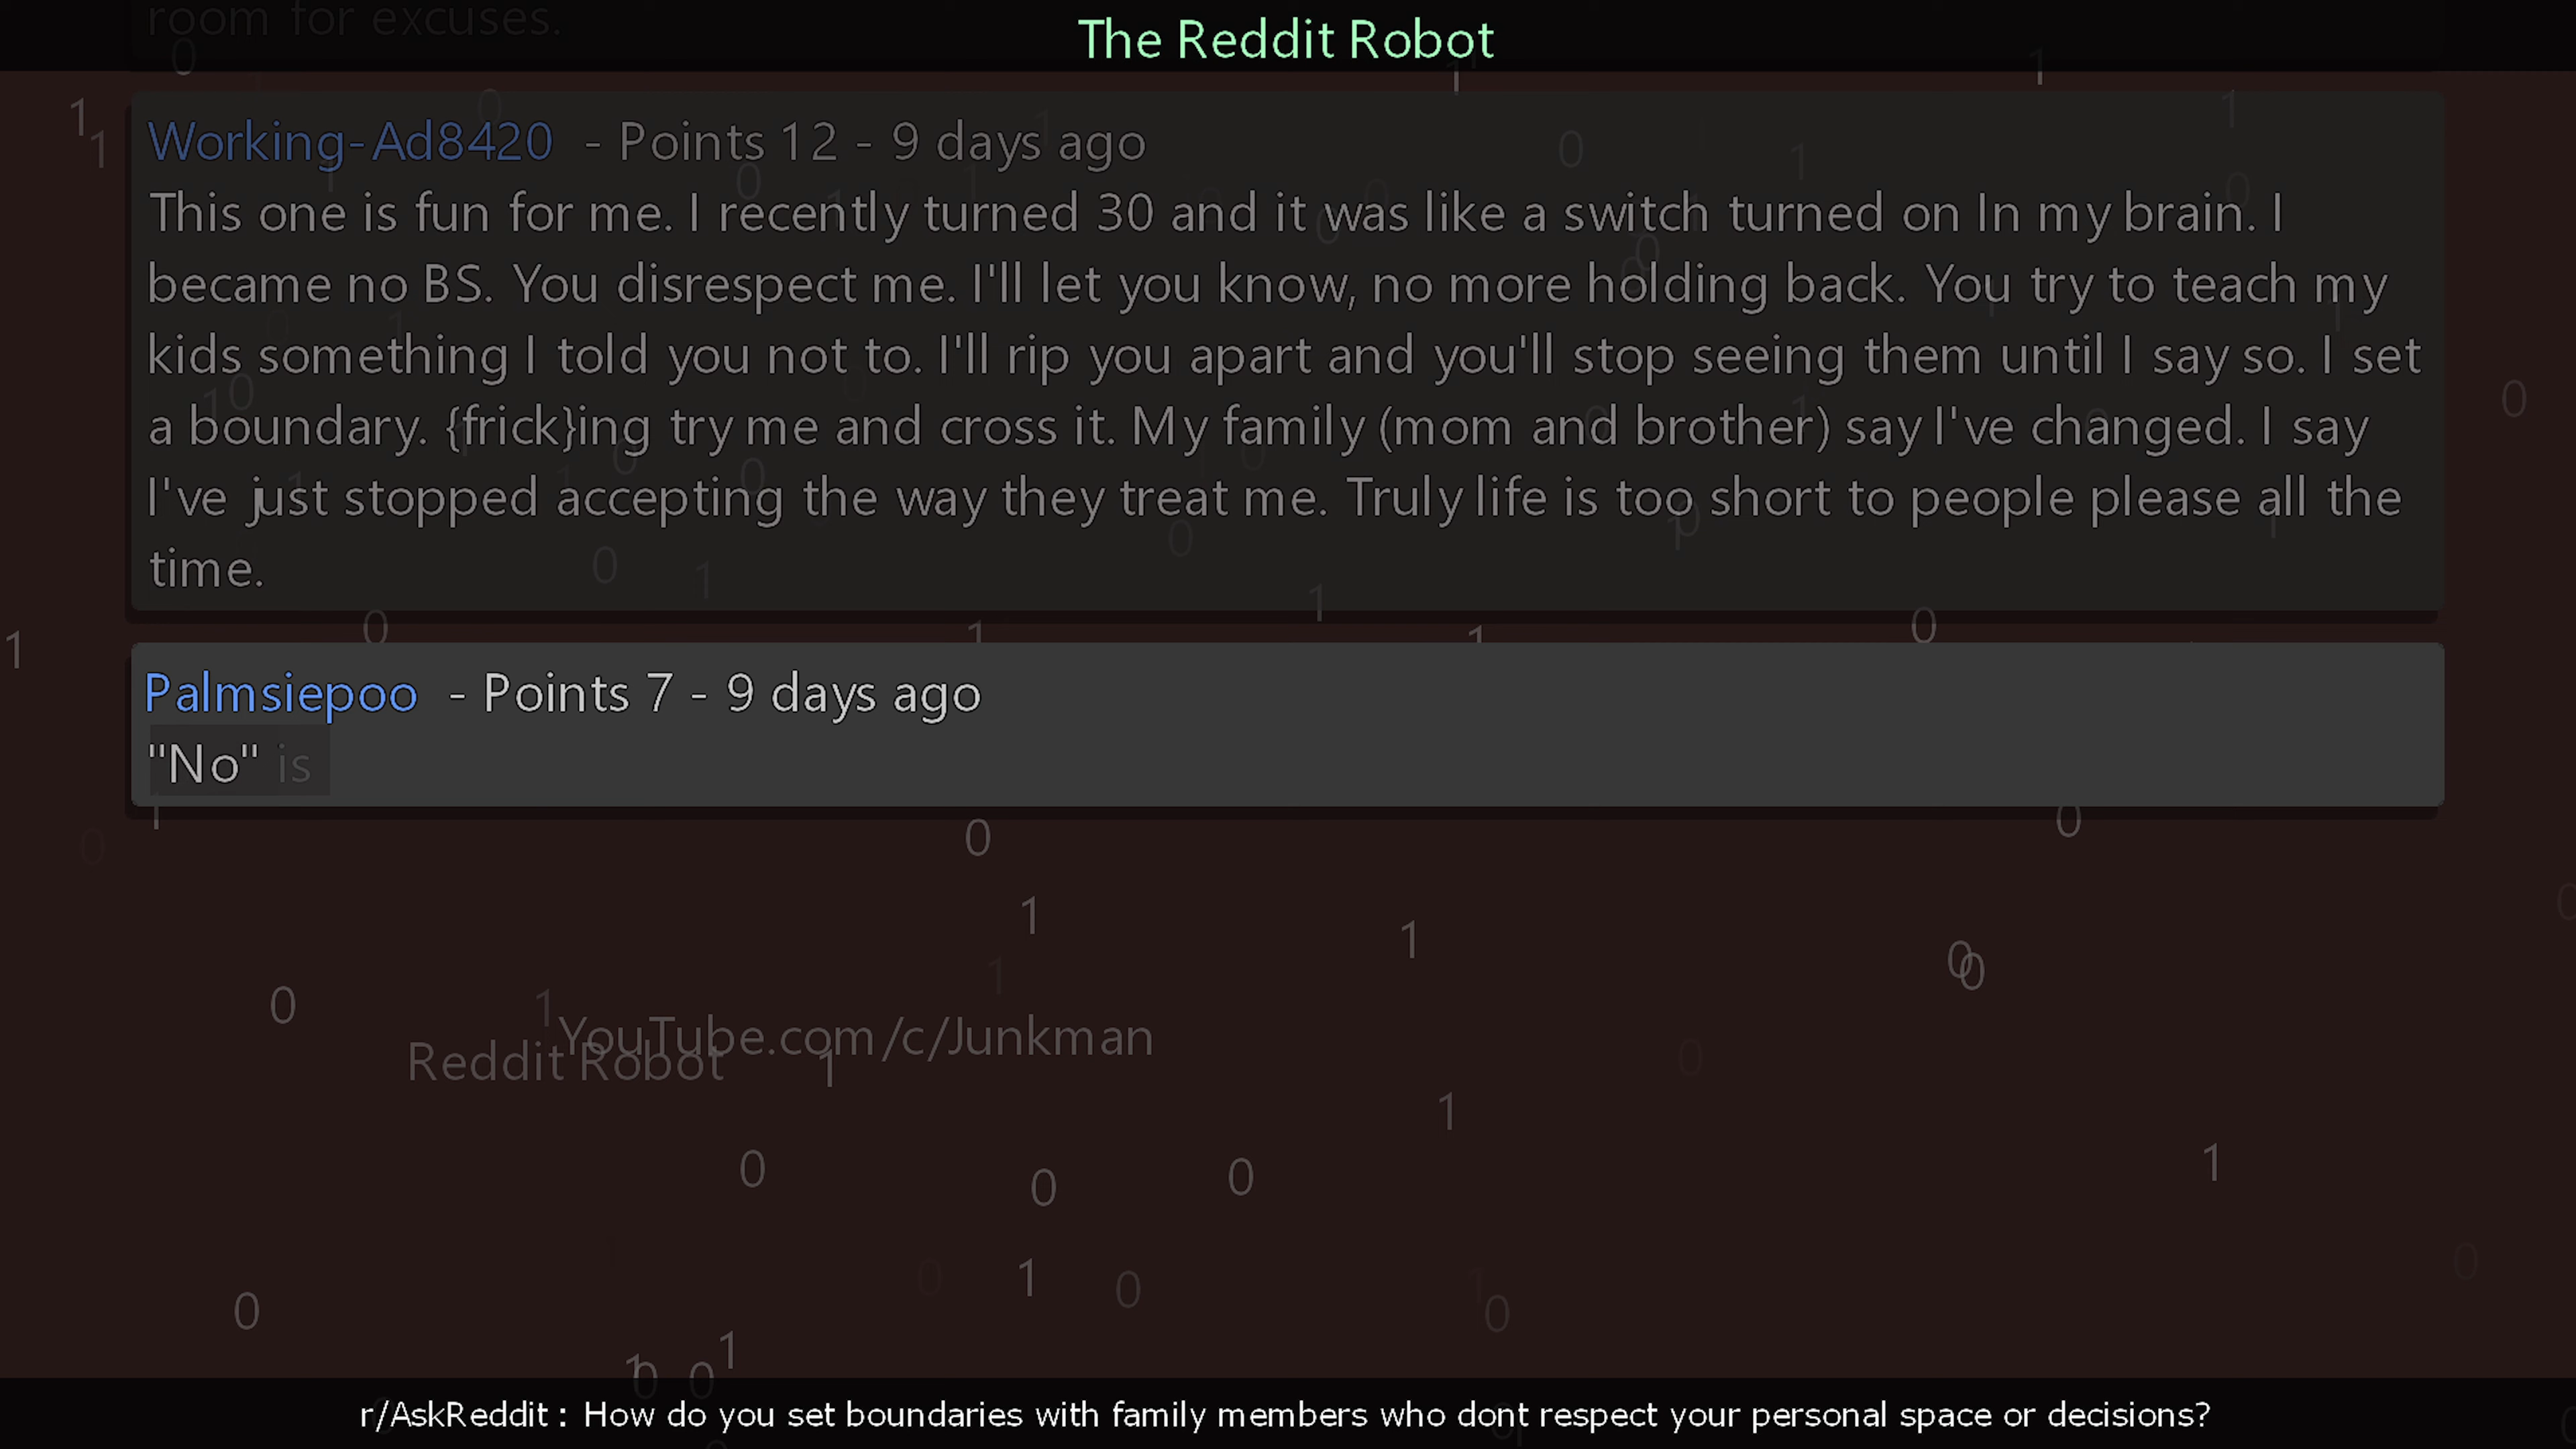 room for excuses.
The Reddit Robot
Working-Ad8420 - Points 12 - 9 days ago
This one is fun for me. I recently turned 30 and it was like a switch turned on In my brain. I
became no BS. You disrespect me. I'll let you know, no more holding back. You try to teach my
kids something I told you not to. I'll rip you apart and you'll stop seeing them until I say so. I set
a boundary. {frick}ing try me and cross it. My family (mom and brother) say I've changed. I say
I've just stopped accepting the way they treat me. Truly life is too short to people please all the
time.
Palmsiepoo - Points 7 - 9 days ago
"No" is
YouTube.com/c/Junkman
Reddit Robot
r/AskReddit : How do you set boundaries with family members who dont respect your personal space or decisions?